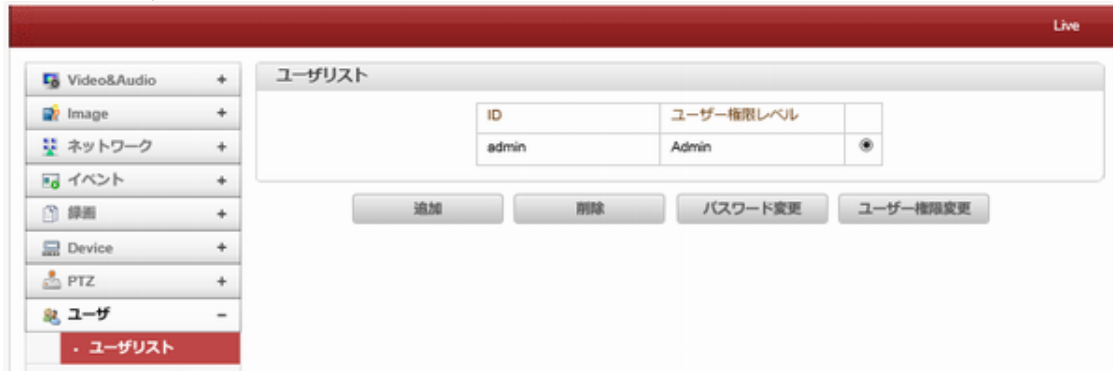 Live
Video&Audio +
Image +
ネットワーク +
イベント +
録画 +
Device +
PTZ +
ユーザ -
・ ユーザリスト
ユーザリスト
ID ユーザー権限レベル
admin Admin
追加 削除 パスワード変更 ユーザー権限変更